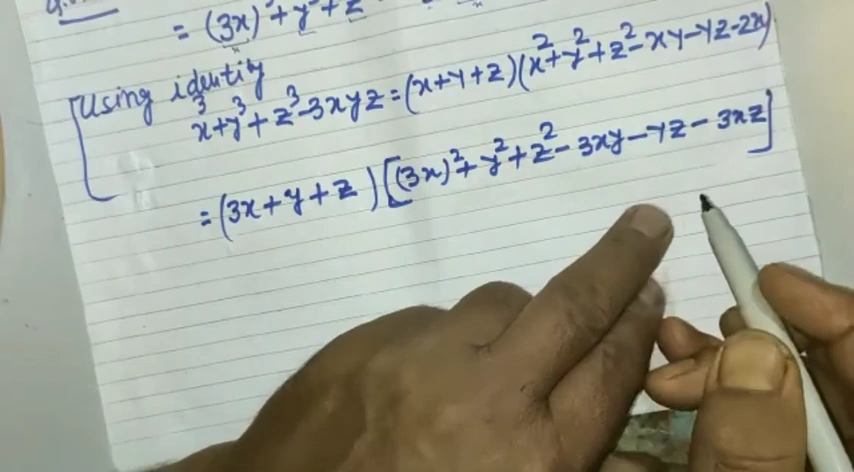 = (3x)³ + y³ + z
[Using identity
x³+y³+z³-3xyz=(x+y+z)(x²+y²+z²-xy-yz-zx)
=(3x+y+z)[(3x)²+y²+z²-3xy-yz-3xz]